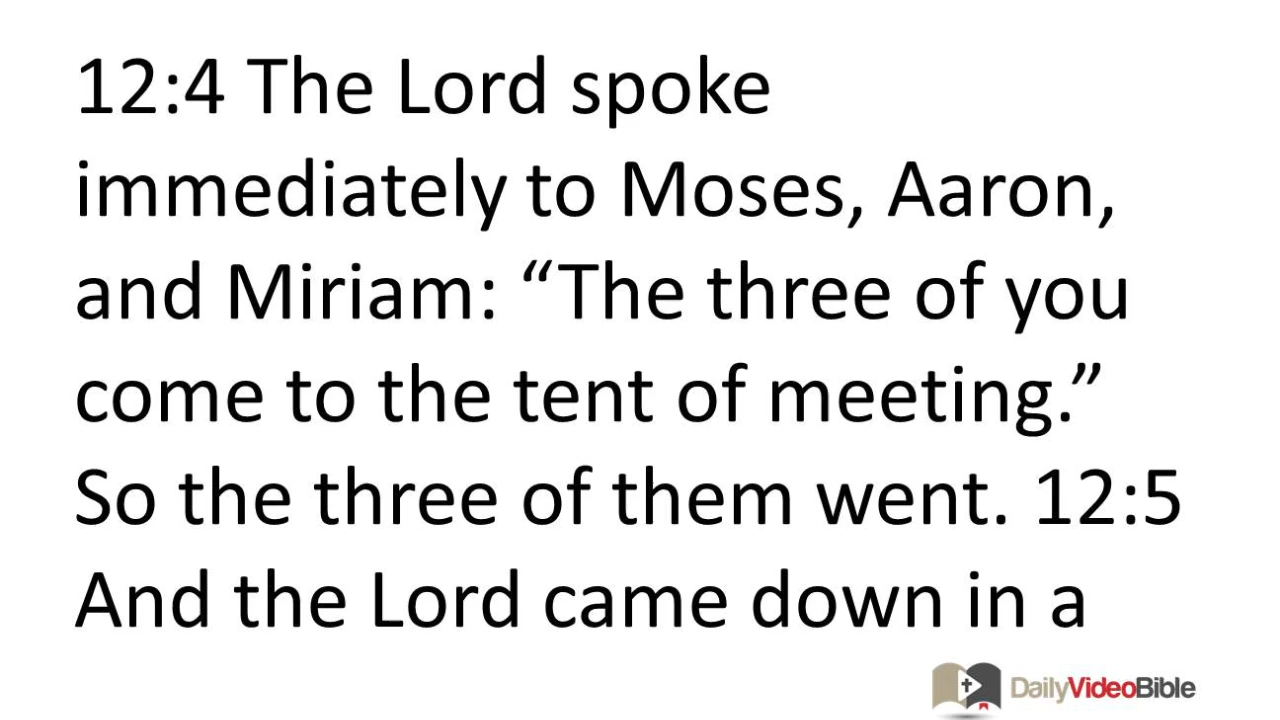 12:4 The Lord spoke
immediately to Moses, Aaron,
and Miriam: “The three of you
come to the tent of meeting.”
So the three of them went. 12:5
And the Lord came down in a
DailyVideoBible